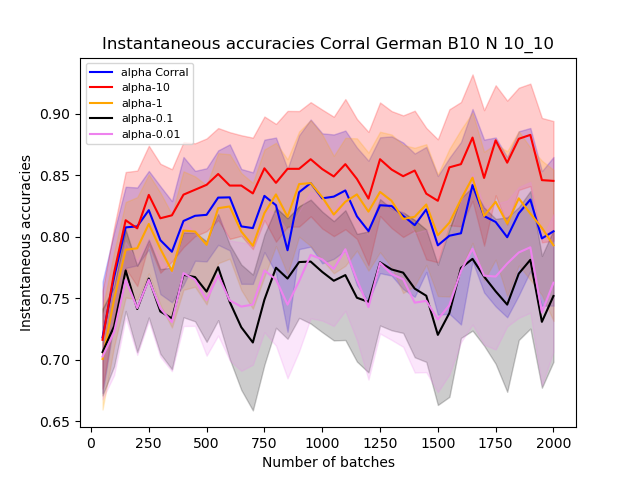 Instantaneous accuracies Corral German B10 N 10_10
alpha Corral
alpha-10
alpha-1
alpha-0.1
alpha-0.01
Instantaneous accuracies
0.90
0.85
0.80
0.75
0.70
0.65
0 250 500 750 1000 1250 1500 1750 2000
Number of batches